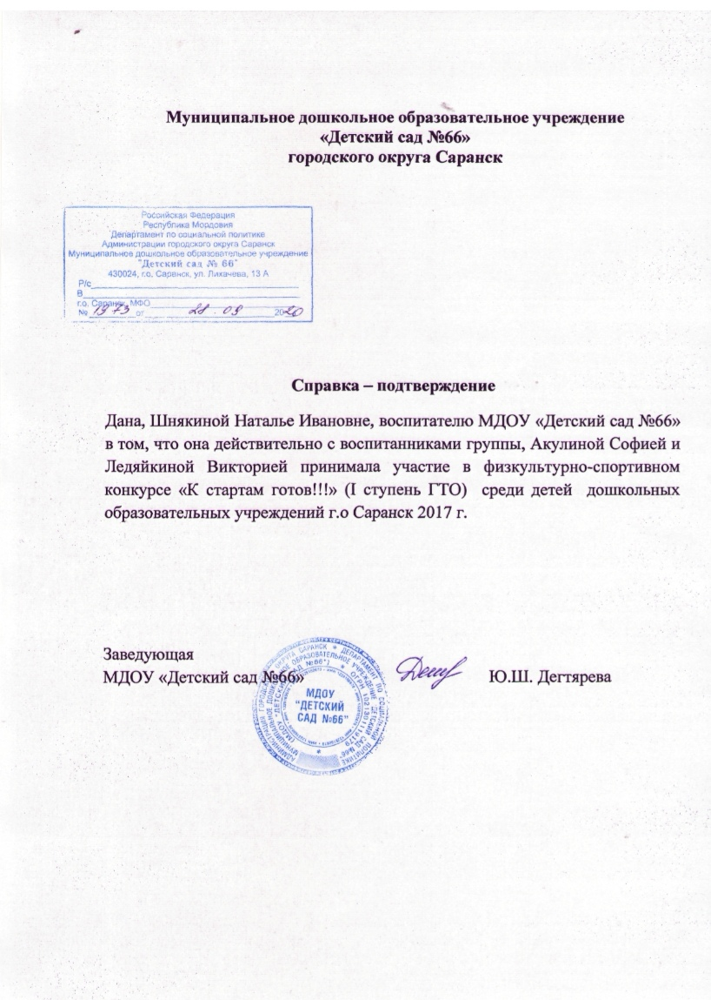 Муниципальное дошкольное образовательное учреждение
«Детский сад №66»
городского округа Саранск
Российская Федерация
Республика Мордовия
Департамент по социальной политике
Администрации городского округа Саранск
Муниципальное дошкольное образовательное учреждение
"Детский сад № 66"
430024, г.о. Саранск, ул. Лихачева, 13 А
Р/с
В
г.о. Саранск, МФО
№ 1973 от 28.09 2020
Справка – подтверждение
Дана, Шнякиной Наталье Ивановне, воспитателю МДОУ «Детский сад №66»
в том, что она действительно с воспитанниками группы, Акулиной Софией и
Ледяйкиной Викторией принимала участие в физкультурно-спортивном
конкурсе «К стартам готов!!!» (I ступень ГТО) среди детей дошкольных
образовательных учреждений г.о Саранск 2017 г.
Заведующая
МДОУ «Детский сад №66»
Ю.Ш. Дегтярева
МДОУ
"ДЕТСКИЙ
САД №66"